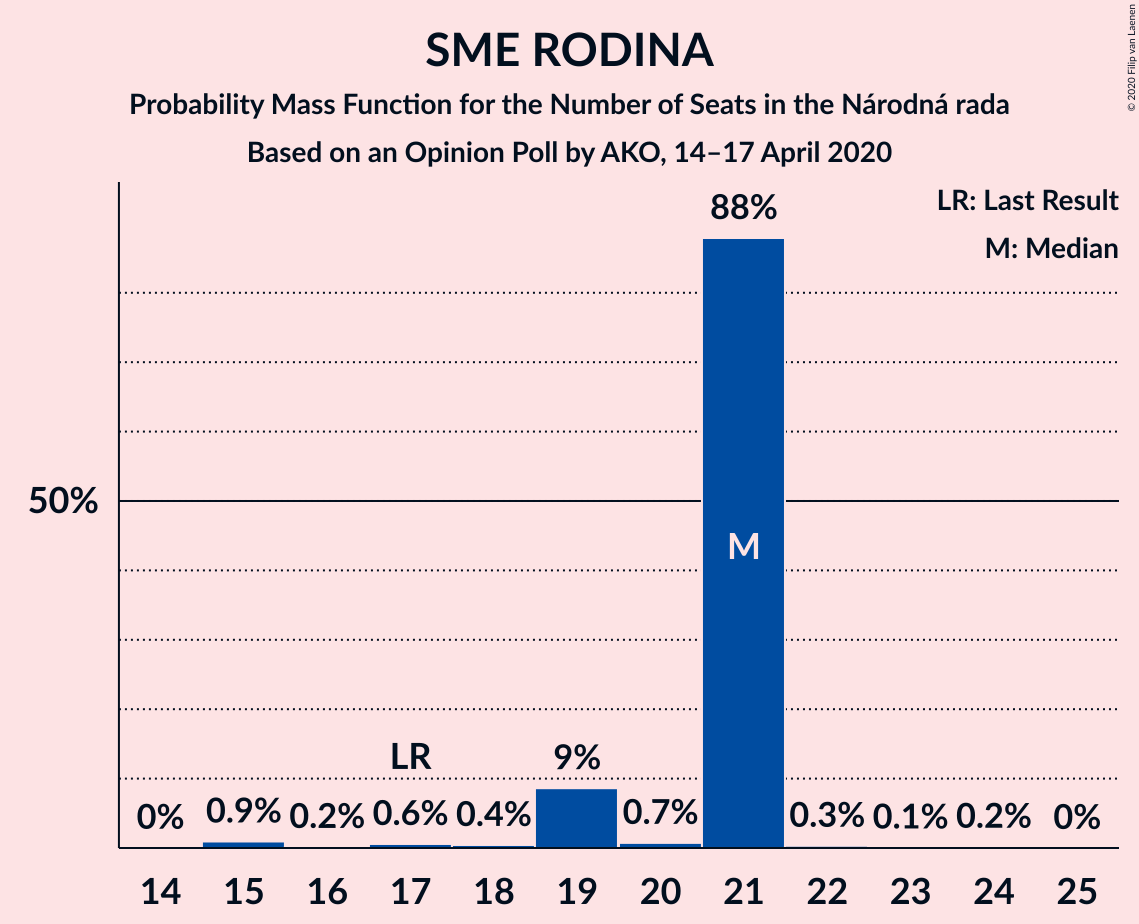 SME RODINA
Probability Mass Function for the Number of Seats in the Národná rada
Based on an Opinion Poll by AKO, 14–17 April 2020
© 2020 Filip van Laenen
LR: Last Result
M: Median
88%
50%
M
LR
9%
0% 0.9% 0.2% 0.6% 0.4% 0.7% 0.3% 0.1% 0.2% 0%
14 15 16 17 18 19 20 21 22 23 24 25